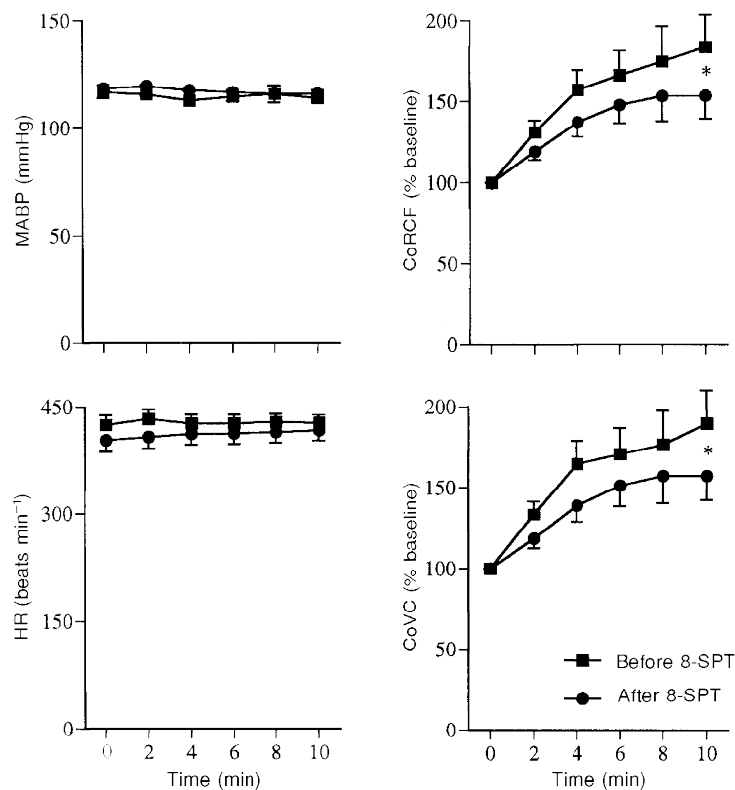 150
100
50
0
MABP (mmHg)
200
150
100
50
0
CoRCF (% baseline)
*
450
300
150
0
HR (beats min⁻¹)
0 2 4 6 8 10
Time (min)
200
150
100
50
0
CoVC (% baseline)
*
Before 8-SPT
After 8-SPT
0 2 4 6 8 10
Time (min)